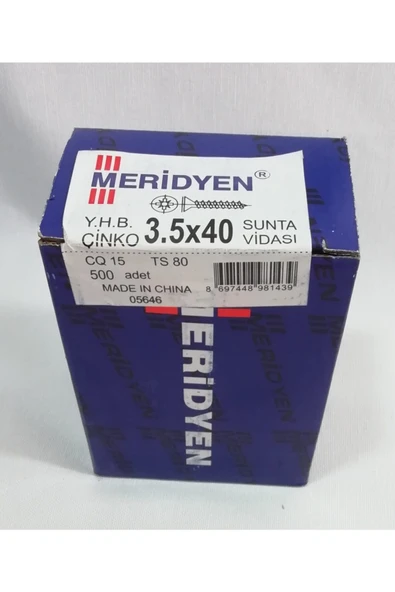 MERİDYEN ®
Y.H.B. ÇİNKO 3.5x40 SUNTA VİDASI
CQ 15 TS 80
500 adet
MADE IN CHINA
05646
8 697448 981439
MERİDYEN